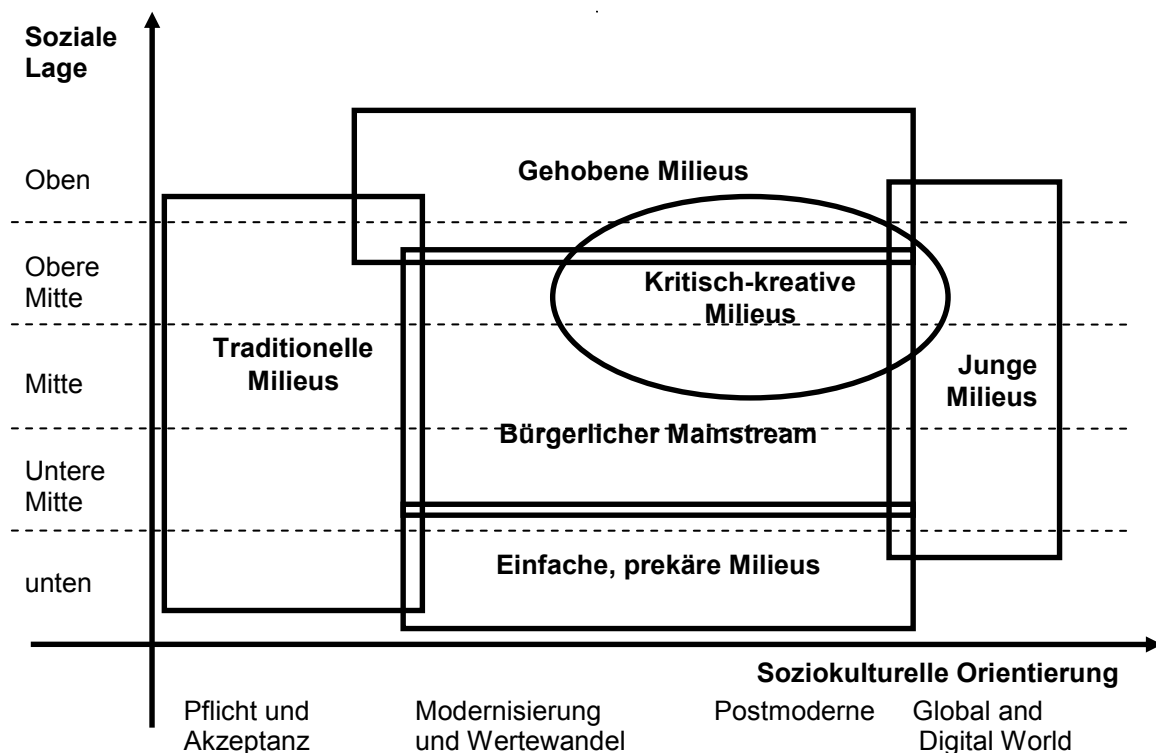 Soziale
Lage
Gehobene Milieus
Oben
Obere
Mitte
Kritisch-kreative
Milieus
Traditionelle
Milieus
Mitte
Junge
Milieus
Bürgerlicher Mainstream
Untere
Mitte
Einfache, prekäre Milieus
unten
Soziokulturelle Orientierung
Pflicht und
Akzeptanz
Modernisierung
und Wertewandel
Postmoderne
Global and
Digital World